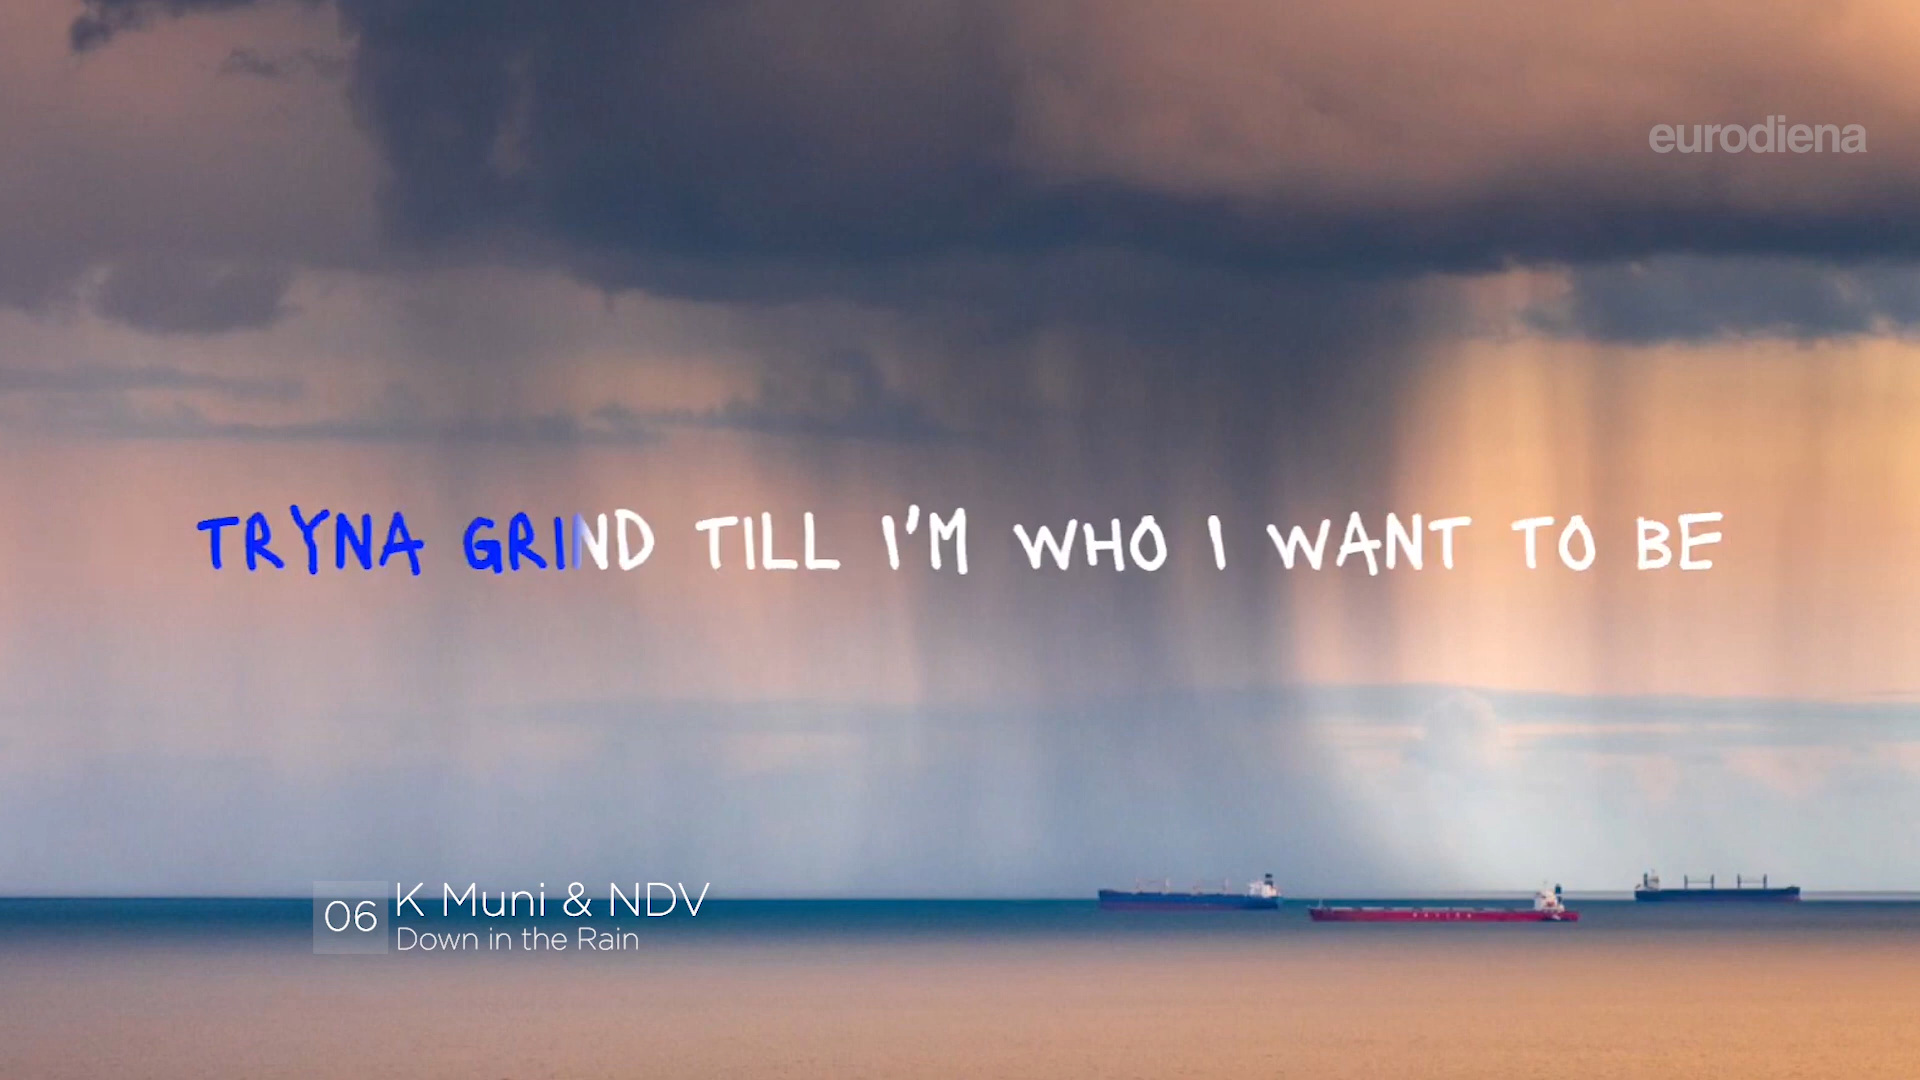 eurodiena
TRYNA GRIND TILL I'M WHO I WANT TO BE
06
K Muni & NDV
Down in the Rain